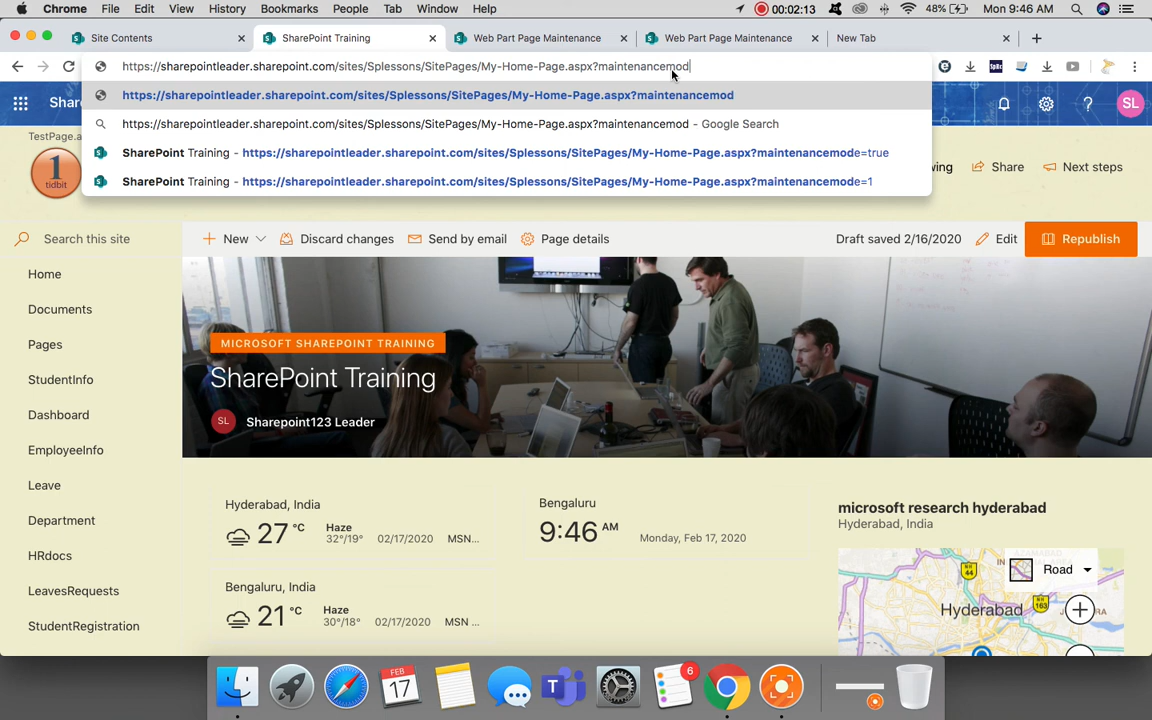 Chrome File Edit View History Bookmarks People Tab Window Help 00:02:13 48% Mon 9:46 AM
Site Contents SharePoint Training Web Part Page Maintenance Web Part Page Maintenance New Tab
https://sharepointleader.sharepoint.com/sites/Splessons/SitePages/My-Home-Page.aspx?maintenancemod
https://sharepointleader.sharepoint.com/sites/Splessons/SitePages/My-Home-Page.aspx?maintenancemod
https://sharepointleader.sharepoint.com/sites/Splessons/SitePages/My-Home-Page.aspx?maintenancemod - Google Search
SharePoint Training - https://sharepointleader.sharepoint.com/sites/Splessons/SitePages/My-Home-Page.aspx?maintenancemode=true
SharePoint Training - https://sharepointleader.sharepoint.com/sites/Splessons/SitePages/My-Home-Page.aspx?maintenancemode=1
Shar SL
TestPage.a
1
tidbit
wing Share Next steps
Search this site New Discard changes Send by email Page details Draft saved 2/16/2020 Edit Republish
Home
Documents
Pages
StudentInfo
Dashboard
EmployeeInfo
Leave
Department
HRdocs
LeavesRequests
StudentRegistration
MICROSOFT SHAREPOINT TRAINING
SharePoint Training
SL Sharepoint123 Leader
Hyderabad, India
27 °C Haze 32°/19° 02/17/2020 MSN...
Bengaluru, India
21 °C Haze 30°/18° 02/17/2020 MSN ...
Bengaluru
9:46 AM Monday, Feb 17, 2020
microsoft research hyderabad
Hyderabad, India
Road
44
Hyderabad 163
FEB
17
6